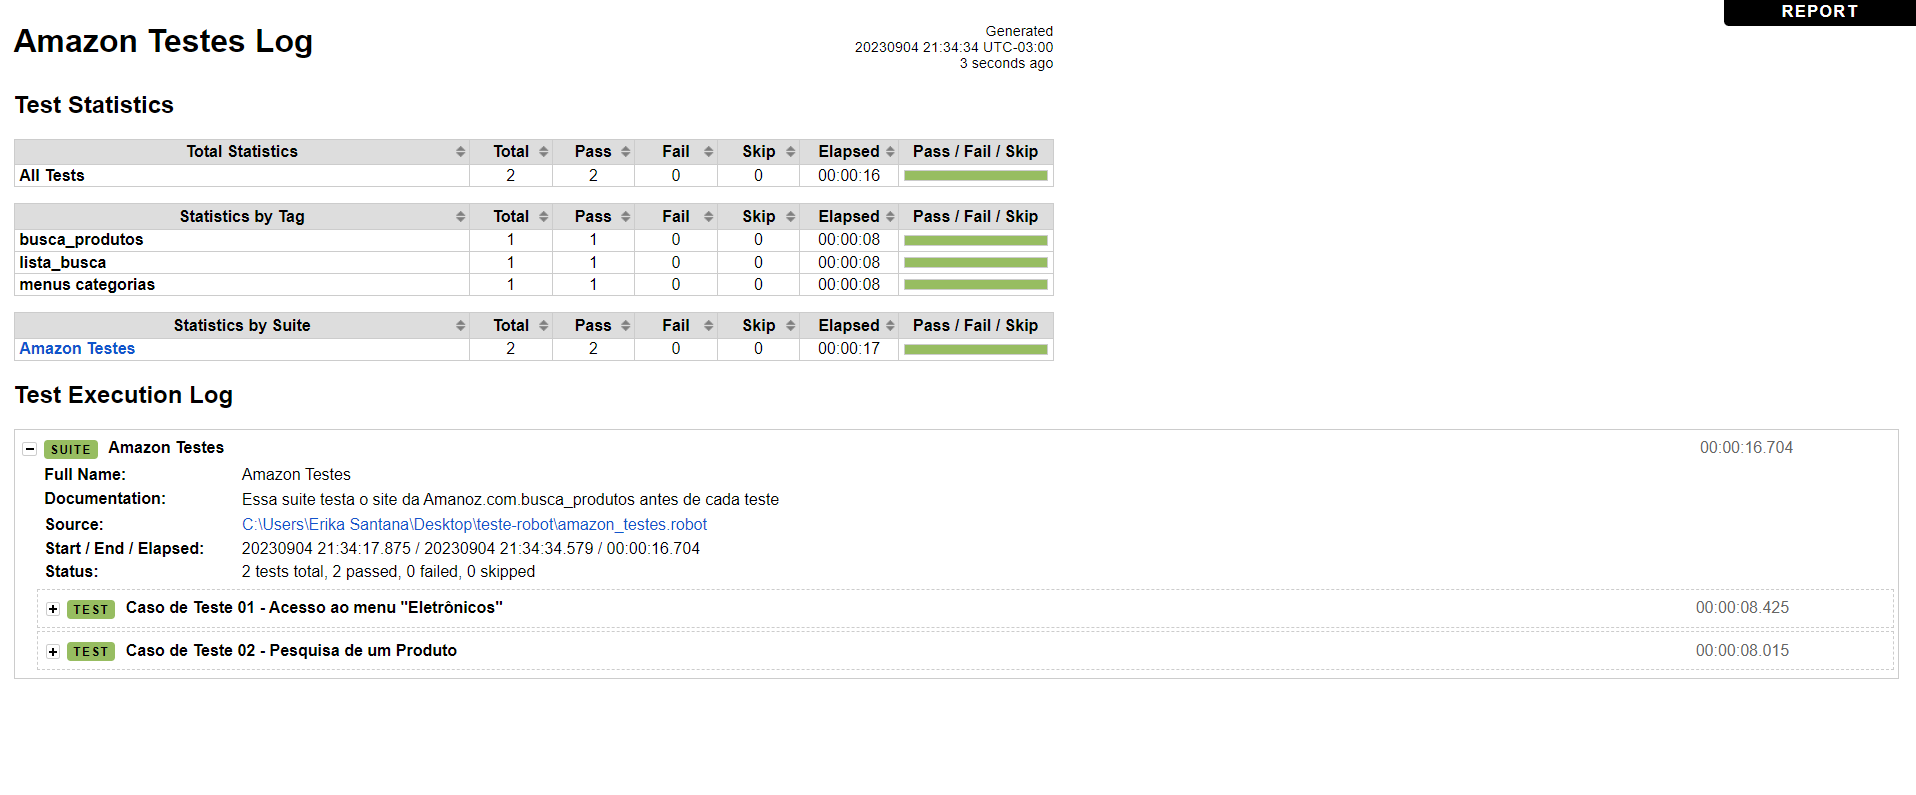 REPORT
Amazon Testes Log
Generated
20230904 21:34:34 UTC-03:00
3 seconds ago
Test Statistics
Total Statistics Total Pass Fail Skip Elapsed Pass / Fail / Skip
All Tests 2 2 0 0 00:00:16
Statistics by Tag Total Pass Fail Skip Elapsed Pass / Fail / Skip
busca_produtos 1 1 0 0 00:00:08
lista_busca 1 1 0 0 00:00:08
menus categorias 1 1 0 0 00:00:08
Statistics by Suite Total Pass Fail Skip Elapsed Pass / Fail / Skip
Amazon Testes 2 2 0 0 00:00:17
Test Execution Log
SUITE Amazon Testes 00:00:16.704
Full Name: Amazon Testes
Documentation: Essa suite testa o site da Amanoz.com.busca_produtos antes de cada teste
Source: C:\Users\Erika Santana\Desktop\teste-robot\amazon_testes.robot
Start / End / Elapsed: 20230904 21:34:17.875 / 20230904 21:34:34.579 / 00:00:16.704
Status: 2 tests total, 2 passed, 0 failed, 0 skipped
TEST Caso de Teste 01 - Acesso ao menu "Eletrônicos" 00:00:08.425
TEST Caso de Teste 02 - Pesquisa de um Produto 00:00:08.015